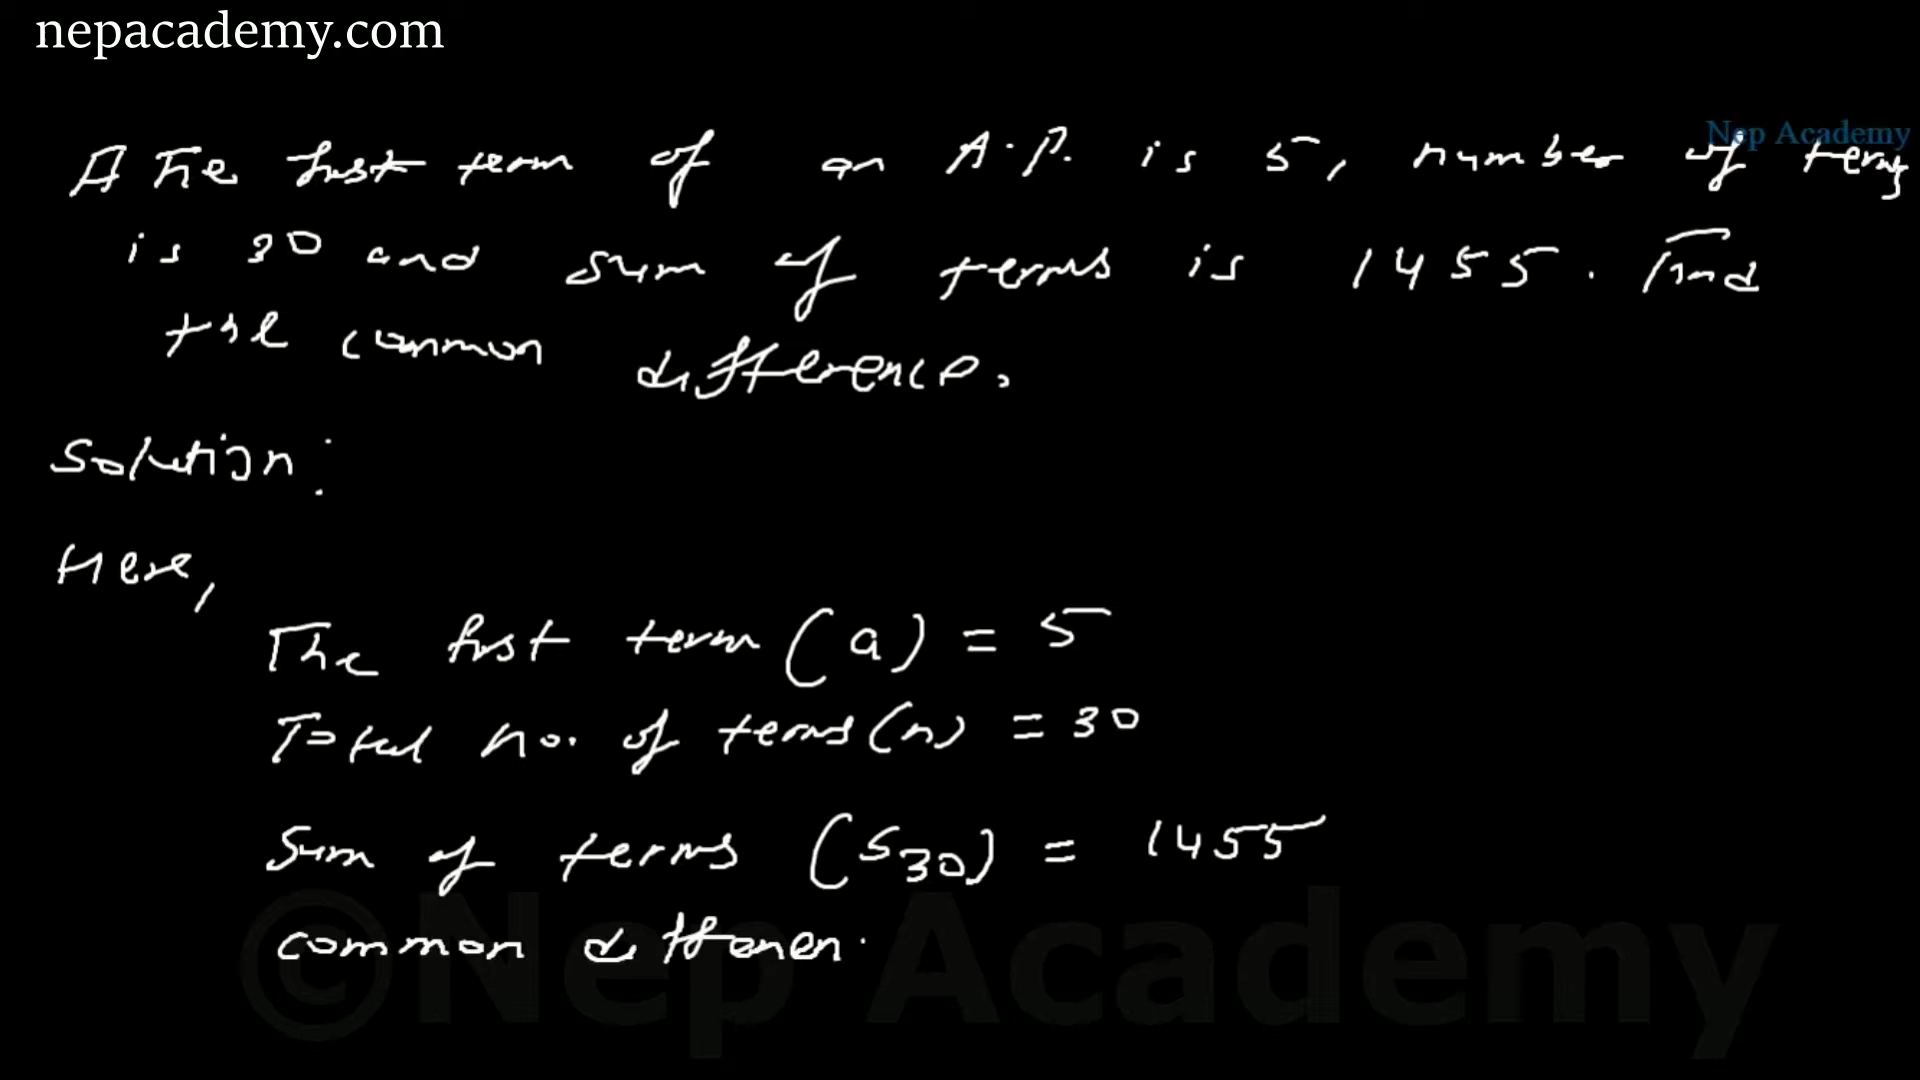 nepacademy.com
Nep Academy
# The first term of an A.P. is 5, number of terms
is 30 and sum of terms is 1455. Find
the common difference.
Solution:
Here,
The first term (a) = 5
Total no. of terms (n) = 30
Sum of terms (S30) = 1455
common differen
©Nep Academy